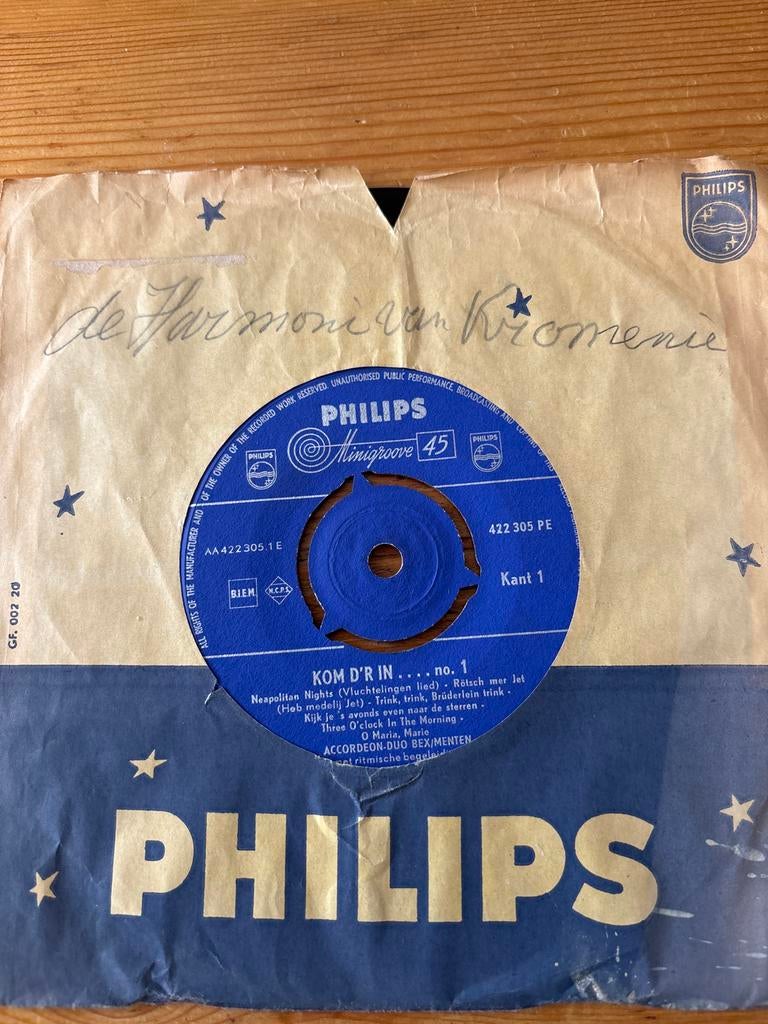 PHILIPS
de Harmoni van Kromenie
ALL RIGHTS OF THE MANUFACTURER AND OF THE OWNER OF THE RECORDED WORK RESERVED. UNAUTHORISED PUBLIC PERFORMANCE, BROADCASTING AND
PHILIPS
Minigroove 45
PHILIPS
PHILIPS
AA 422 305.1 E
422 305 PE
B.I.E.M.
Kant 1
GF. 002 20
KOM D'R IN .... no. 1
Neapolitan Nights (Vluchtelingen lied) - Rötsch mer Jet
(Hob medelij Jet) - Trink, trink, Brüderlein trink -
Kijk je 's avonds even naar de sterren -
Three O'clock In The Morning -
O Maria, Marie
ACCORDEON-DUO BEX/MENTEN
met ritmische
PHILIPS